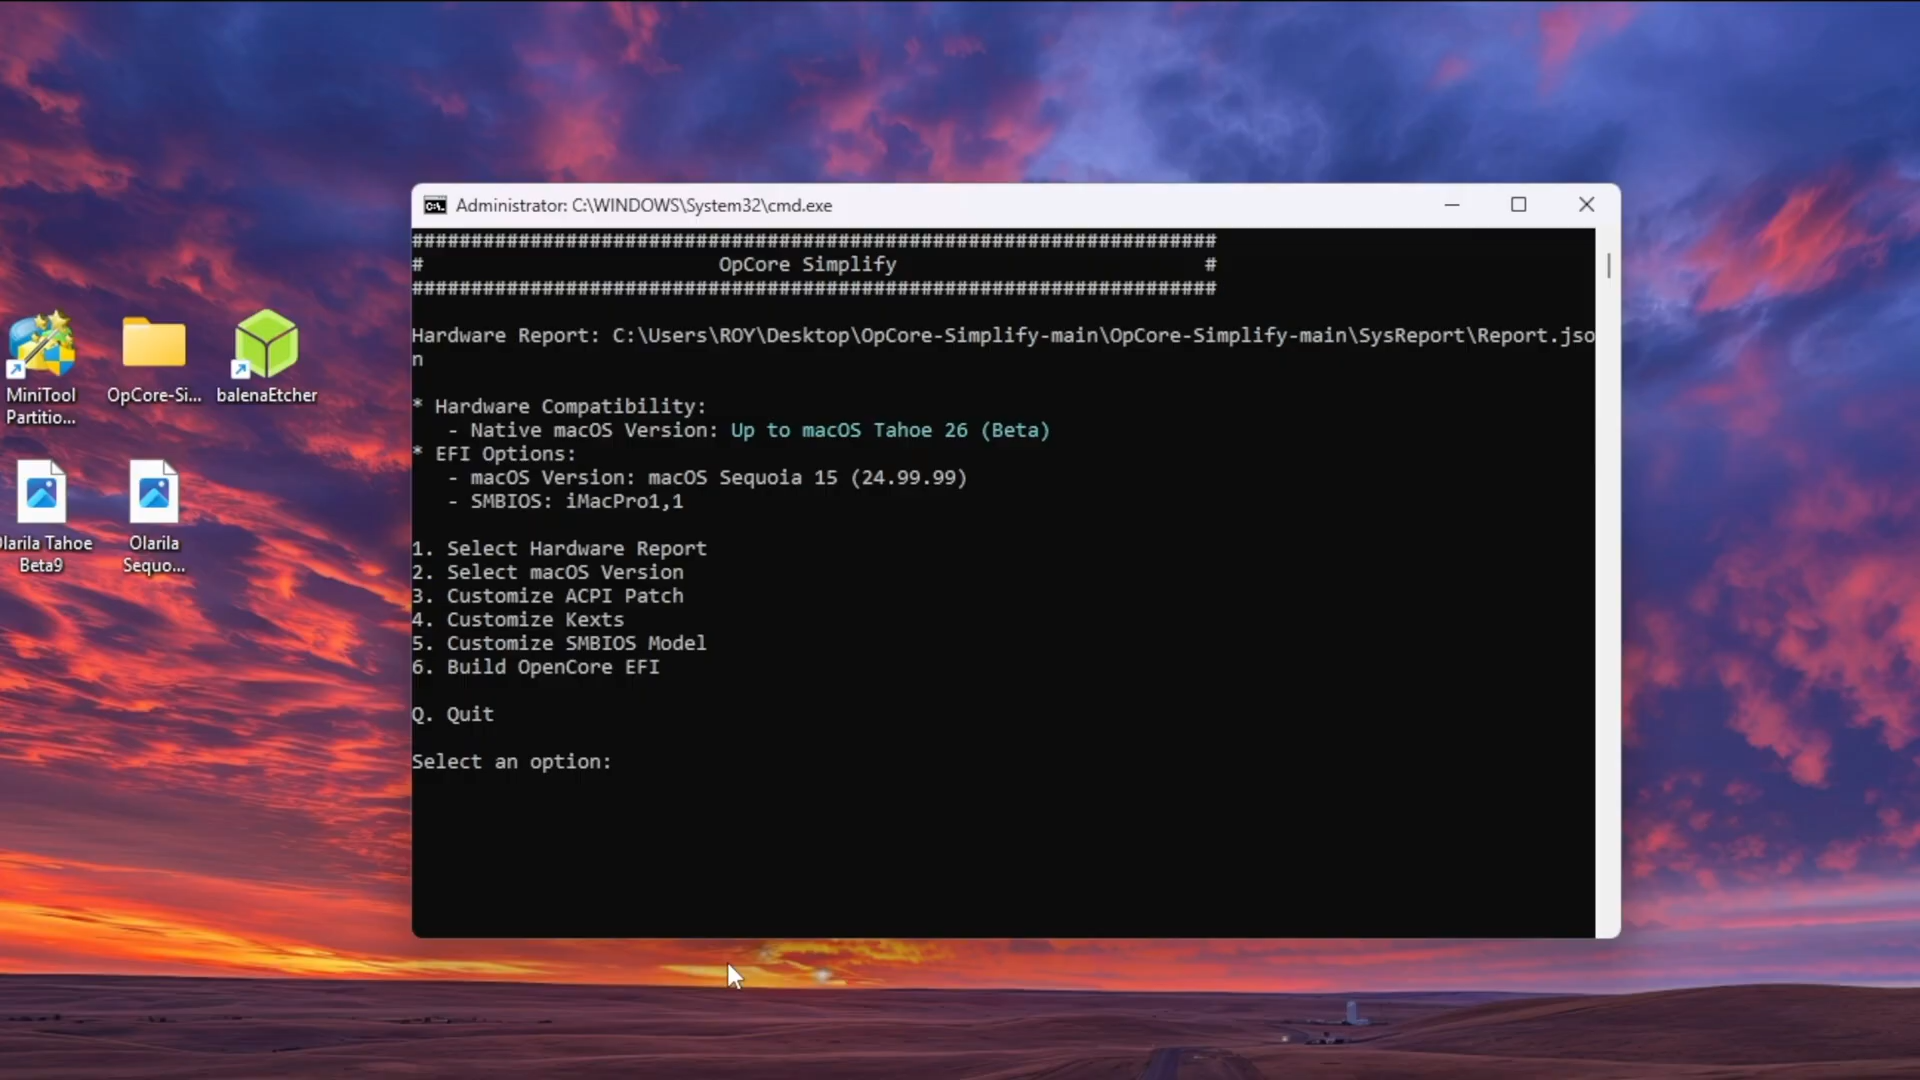 Administrator: C:\WINDOWS\System32\cmd.exe
####################################################################
# OpCore Simplify #
####################################################################
Hardware Report: C:\Users\ROY\Desktop\OpCore-Simplify-main\OpCore-Simplify-main\SysReport\Report.jso
n
* Hardware Compatibility:
- Native macOS Version: Up to macOS Tahoe 26 (Beta)
* EFI Options:
- macOS Version: macOS Sequoia 15 (24.99.99)
- SMBIOS: iMacPro1,1
1. Select Hardware Report
2. Select macOS Version
3. Customize ACPI Patch
4. Customize Kexts
5. Customize SMBIOS Model
6. Build OpenCore EFI
Q. Quit
Select an option:
MiniTool
Partitio...
OpCore-Si...
balenaEtcher
larila Tahoe
Beta9
Olarila
Sequo...